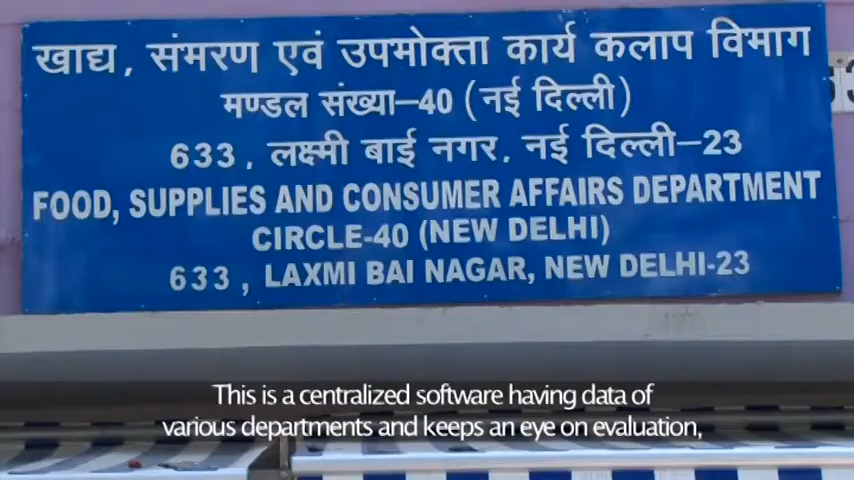 खाद्य, संमरण एवं उपमोक्ता कार्य कलाप विमाग
मण्डल संख्या-40 (नई दिल्ली)
633, लक्ष्मी बाई नगर, नई दिल्ली-23
FOOD, SUPPLIES AND CONSUMER AFFAIRS DEPARTMENT
CIRCLE-40 (NEW DELHI)
633, LAXMI BAI NAGAR, NEW DELHI-23
This is a centralized software having data of
various departments and keeps an eye on evaluation,